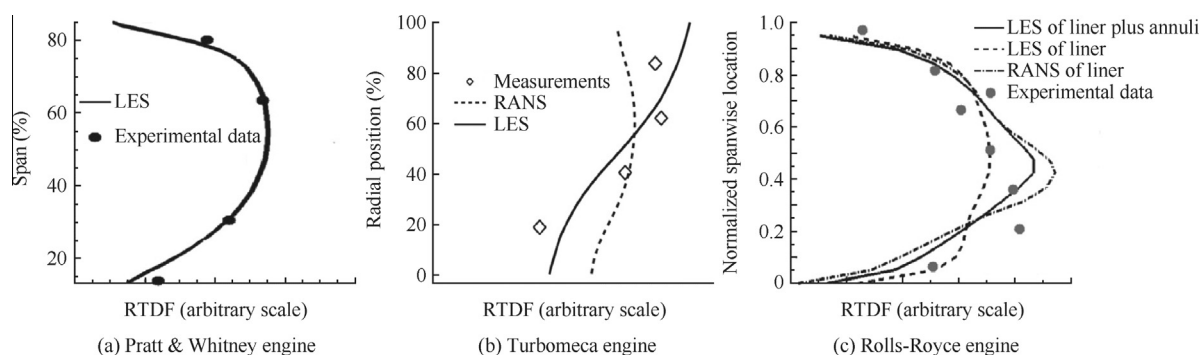 80
60
40
20
Span (%)
LES
Experimental data
RTDF (arbitrary scale)
(a) Pratt & Whitney engine
100
80
60
40
20
0
Radial position (%)
Measurements
RANS
LES
RTDF (arbitrary scale)
(b) Turbomeca engine
1.0
0.8
0.6
0.4
0.2
0
Normalized spanwise location
LES of liner plus annuli
LES of liner
RANS of liner
Experimental data
RTDF (arbitrary scale)
(c) Rolls-Royce engine